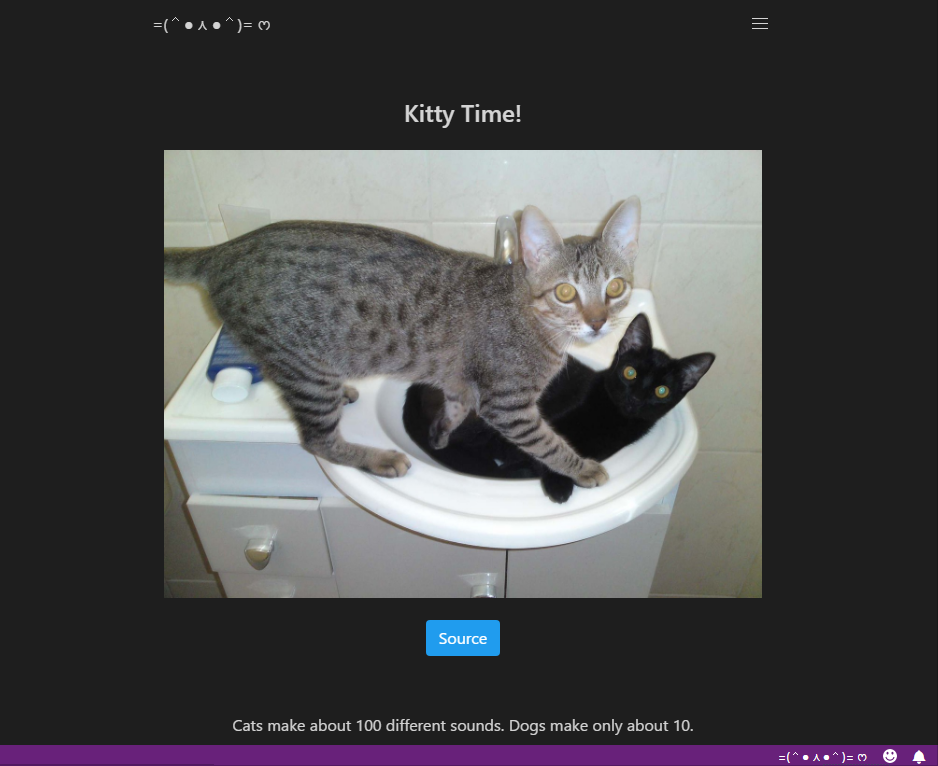 =(^●⋏●^)= ෆ
Kitty Time!
Source
Cats make about 100 different sounds. Dogs make only about 10.
=(^●⋏●^)= ෆ